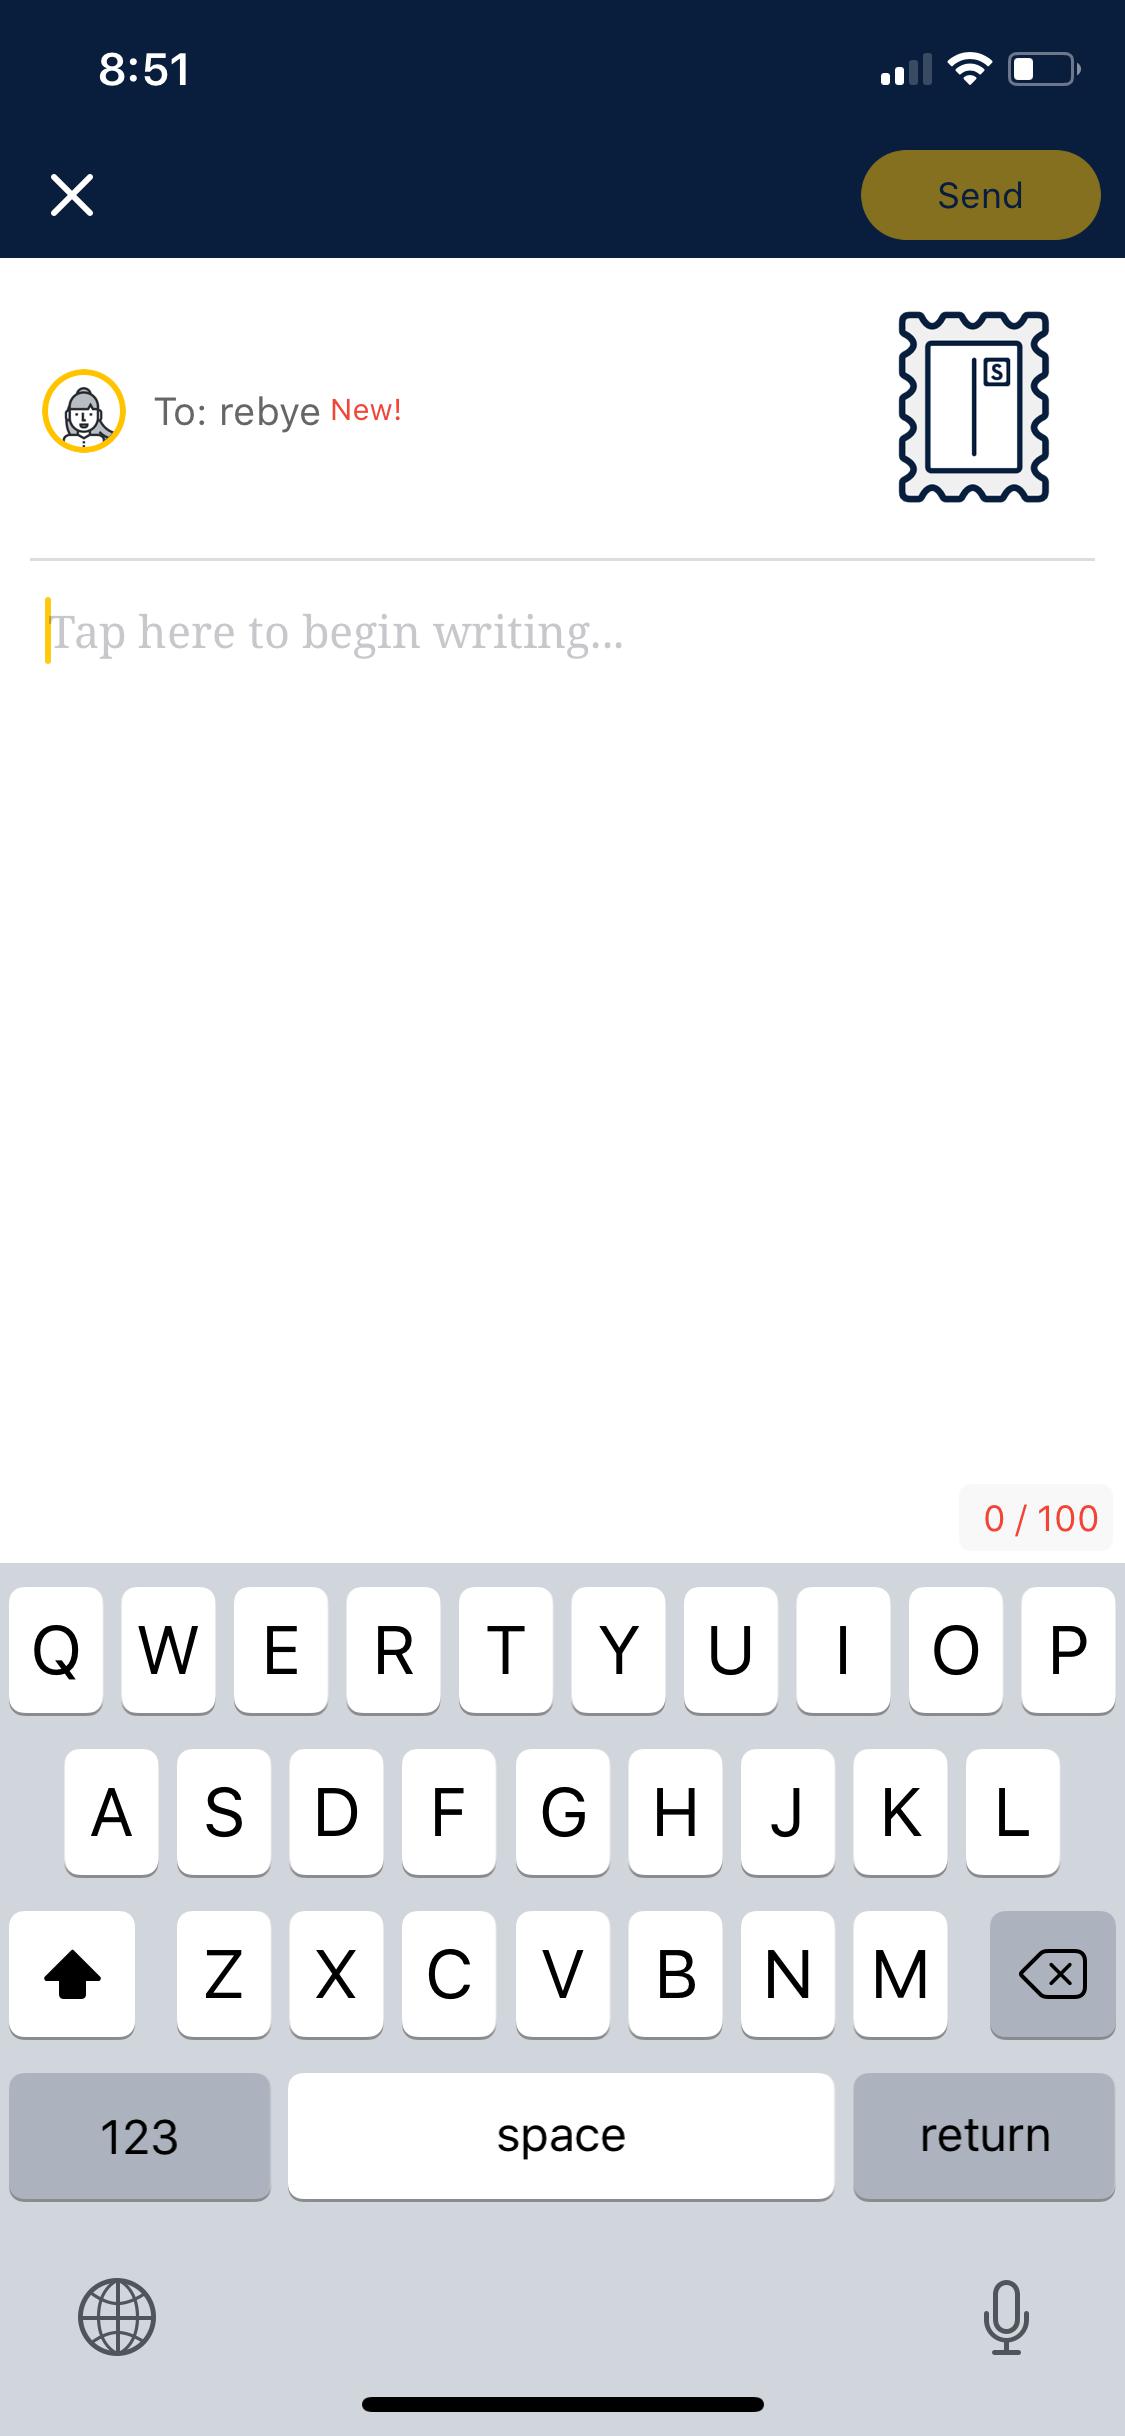 8:51
Send
To: rebye New!
S
Tap here to begin writing...
0 / 100
Q W E R T Y U I O P
A S D F G H J K L
Z X C V B N M
123 space return